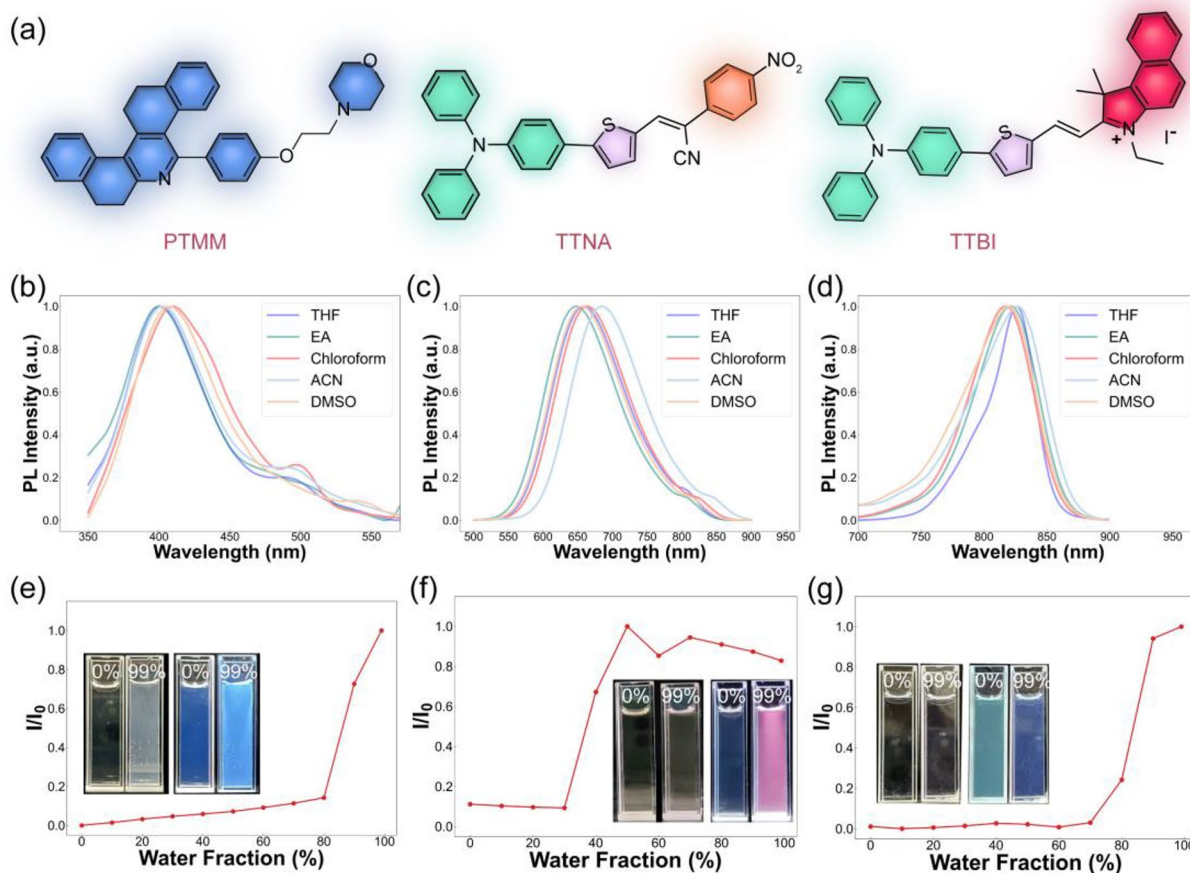 (a)
O
N
O
N
PTMM
N
S
CN
NO2
TTNA
N
S
N
+
I-
TTBI
(b)
PL Intensity (a.u.)
1.0
0.8
0.6
0.4
0.2
0.0
350
400
450
500
550
Wavelength (nm)
THF
EA
Chloroform
ACN
DMSO
(c)
PL Intensity (a.u.)
1.0
0.8
0.6
0.4
0.2
0.0
500
550
600
650
700
750
800
850
900
950
Wavelength (nm)
THF
EA
Chloroform
ACN
DMSO
(d)
PL Intensity (a.u.)
1.0
0.8
0.6
0.4
0.2
0.0
700
800
850
900
950
Wavelength (nm)
THF
EA
Chloroform
ACN
DMSO
(e)
I/I0
1.0
0.8
0.6
0.4
0.2
0.0
0
20
40
60
80
100
Water Fraction (%)
0%
99%
0%
99%
(f)
I/I0
1.0
0.8
0.6
0.4
0.2
0.0
0
20
40
60
80
100
Water Fraction (%)
0%
99%
0%
99%
(g)
I/I0
1.0
0.8
0.6
0.4
0.2
0.0
0
20
40
60
80
100
Water Fraction (%)
0%
99%
0%
99%